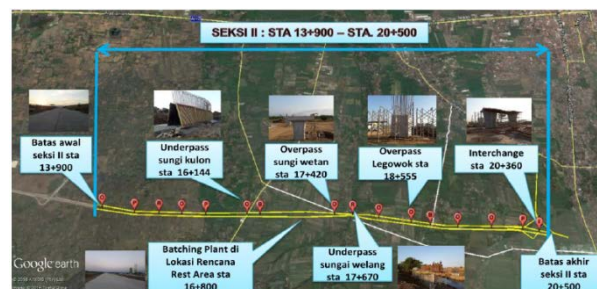 SEKSI II : STA 13+900 – STA. 20+500
Batas awal
seksi II sta
13+900
Underpass
sungi kulon
sta 16+144
Overpass
sungi wetan
sta 17+420
Overpass
Legowok sta
18+555
Interchange
sta 20+360
Batching Plant di
Lokasi Rencana
Rest Area sta
16+800
Underpass
sungai welang
sta 17+670
Batas akhir
seksi II sta
20+500
Google earth